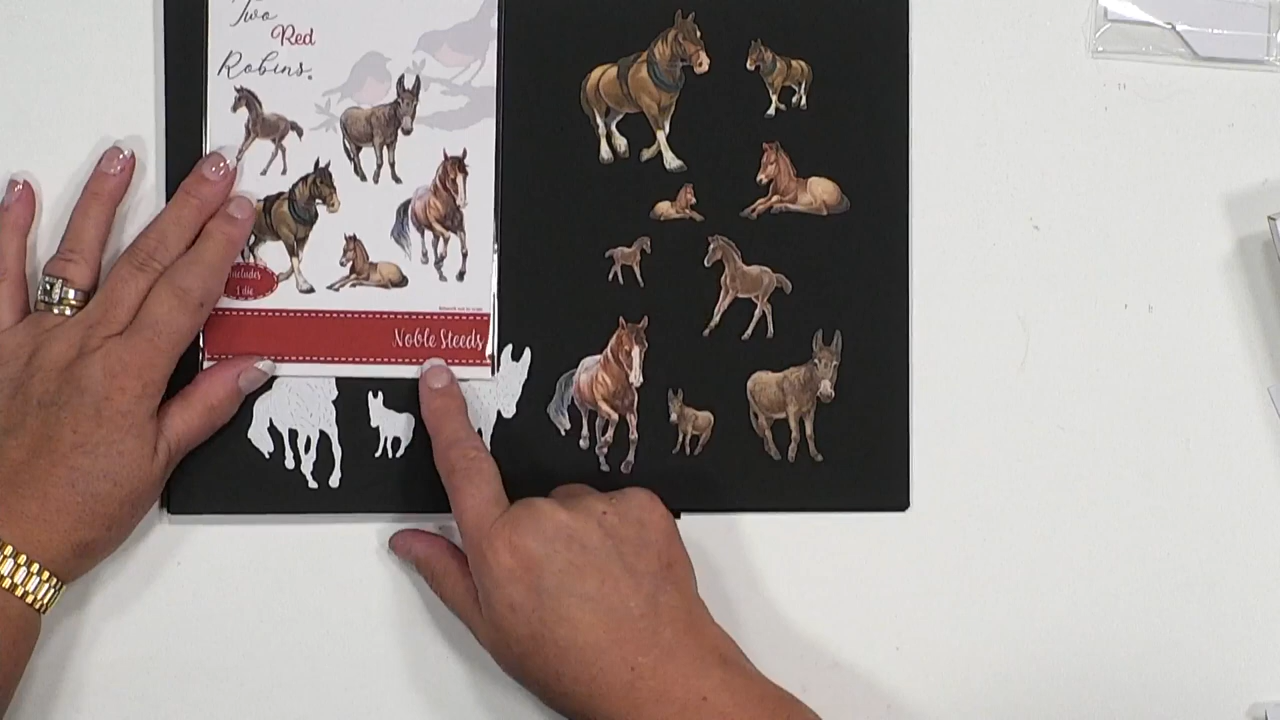 Two
Red
Robins.
Includes
1 die
Noble Steeds